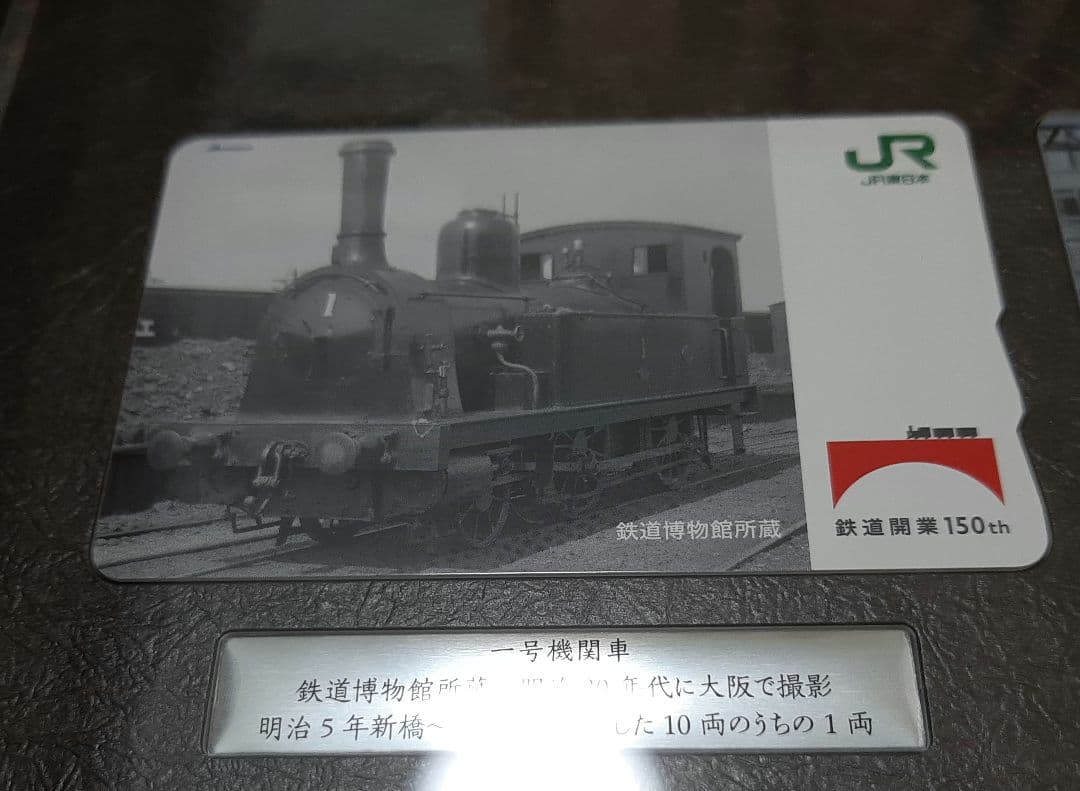 JR
JR東日本
1
鉄道博物館所蔵
鉄道開業150th
一号機関車
鉄道博物館所蔵 年代に大阪で撮影
明治5年新橋～ した10両のうちの1両